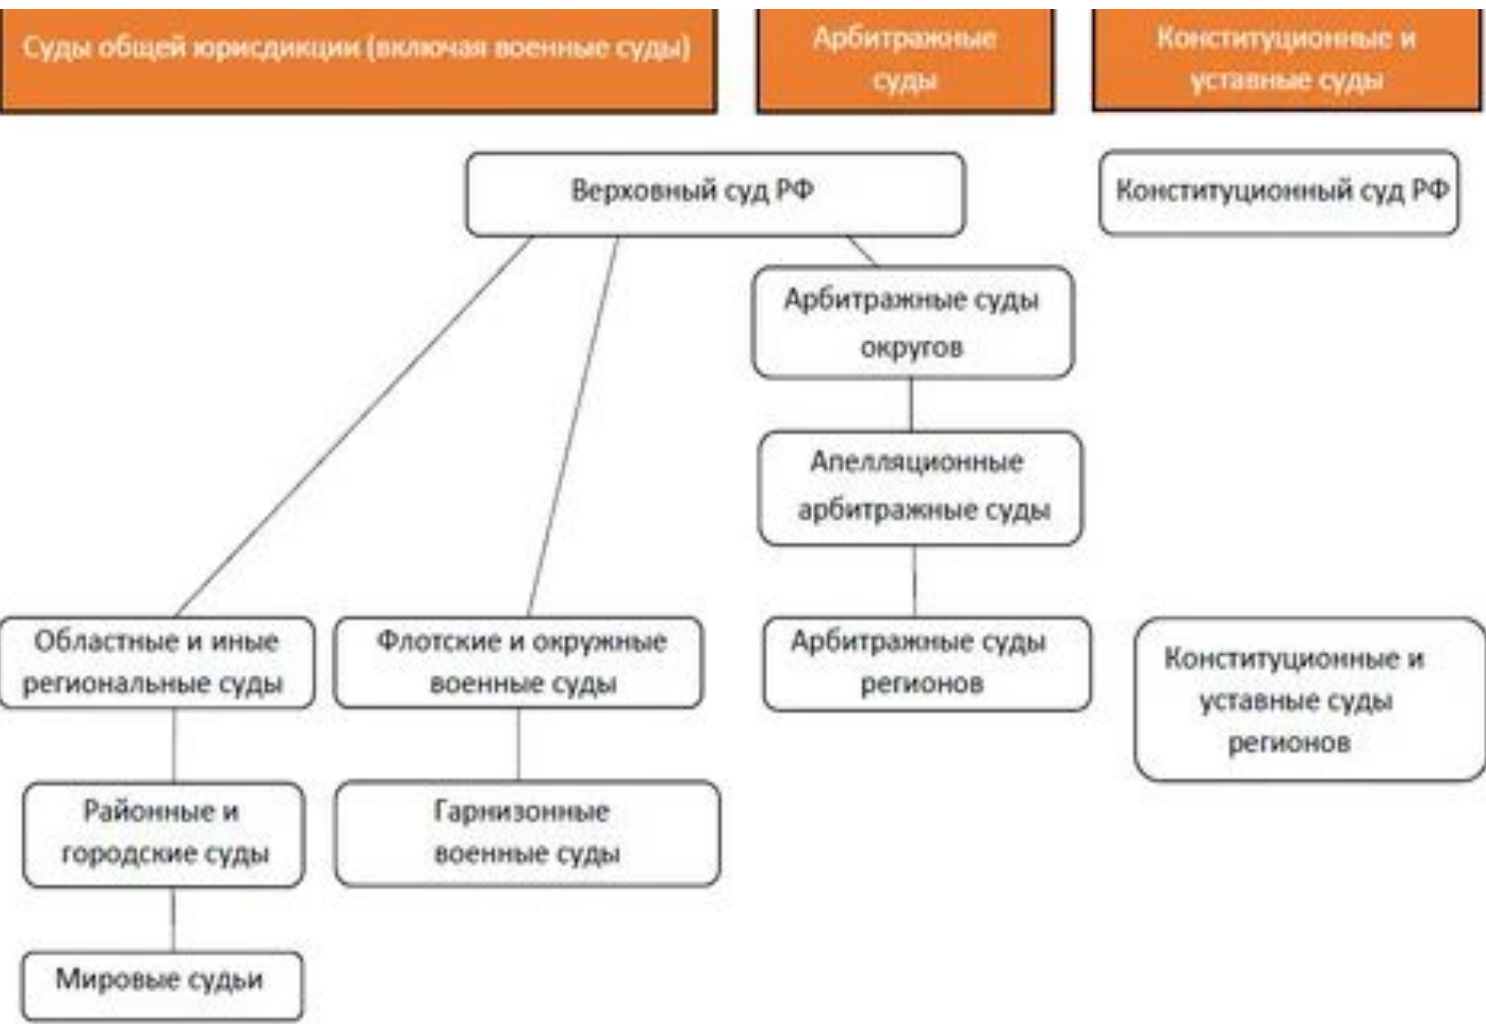 Суды общей юрисдикции (включая военные суды)
Арбитражные
суды
Конституционные и
уставные суды
Верховный суд РФ
Конституционный суд РФ
Арбитражные суды
округов
Апелляционные
арбитражные суды
Областные и иные
региональные суды
Флотские и окружные
военные суды
Арбитражные суды
регионов
Конституционные и
уставные суды
регионов
Районные и
городские суды
Гарнизонные
военные суды
Мировые судьи